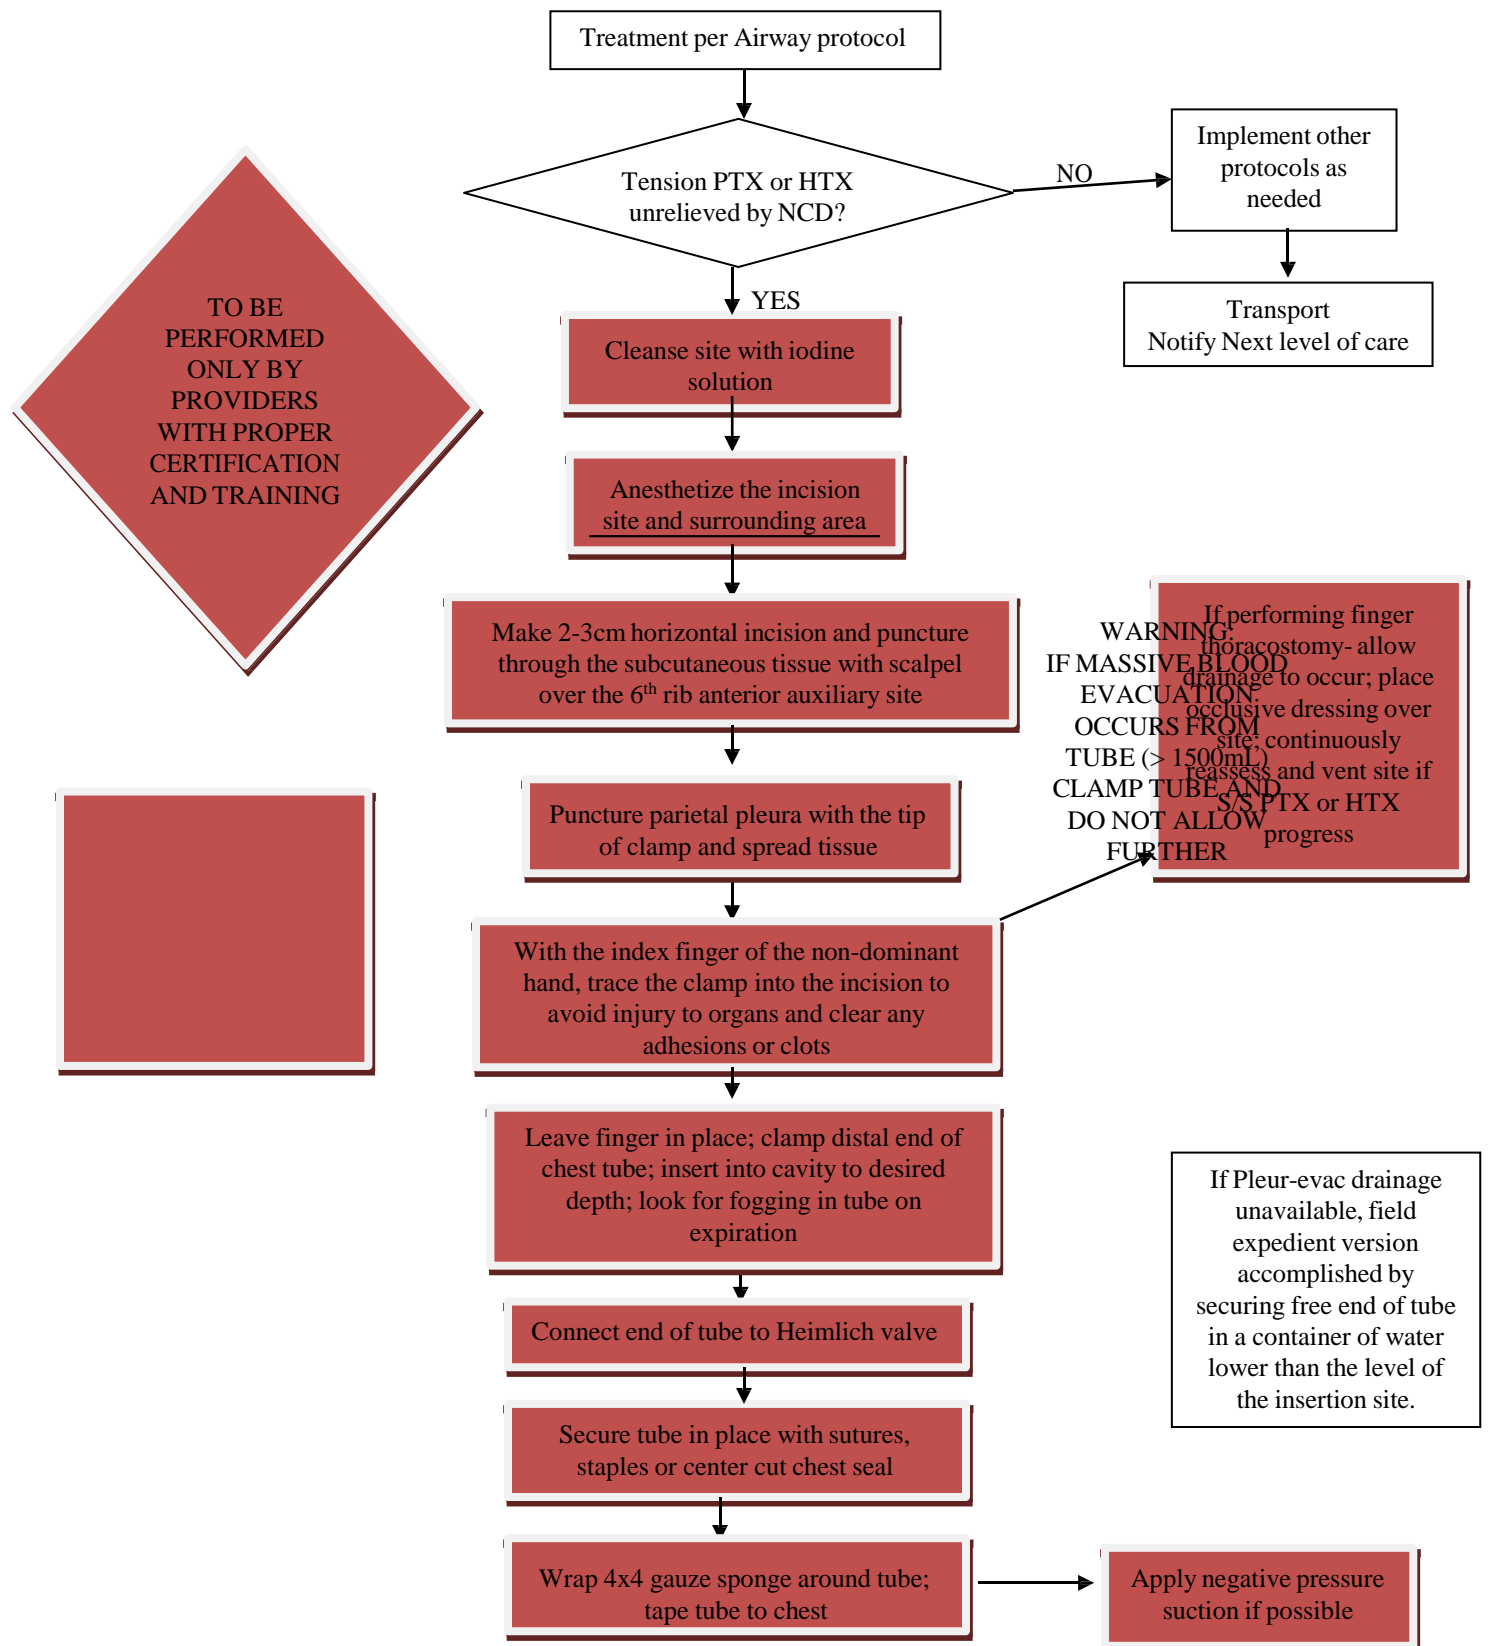 Treatment per Airway protocol
Tension PTX or HTX
unrelieved by NCD?
NO
Implement other
protocols as
needed
Transport
Notify Next level of care
YES
TO BE
PERFORMED
ONLY BY
PROVIDERS
WITH PROPER
CERTIFICATION
AND TRAINING
Cleanse site with iodine
solution
Anesthetize the incision
site and surrounding area
Make 2-3cm horizontal incision and puncture
through the subcutaneous tissue with scalpel
over the 6th rib anterior auxiliary site
WARNING:
IF MASSIVE BLOOD
EVACUATION
OCCURS FROM
TUBE (> 1500mL)
CLAMP TUBE AND
DO NOT ALLOW
FURTHER
If performing finger
thoracostomy- allow
drainage to occur; place
occlusive dressing over
site; continuously
reassess and vent site if
S/S PTX or HTX
progress
Puncture parietal pleura with the tip
of clamp and spread tissue
With the index finger of the non-dominant
hand, trace the clamp into the incision to
avoid injury to organs and clear any
adhesions or clots
Leave finger in place; clamp distal end of
chest tube; insert into cavity to desired
depth; look for fogging in tube on
expiration
If Pleur-evac drainage
unavailable, field
expedient version
accomplished by
securing free end of tube
in a container of water
lower than the level of
the insertion site.
Connect end of tube to Heimlich valve
Secure tube in place with sutures,
staples or center cut chest seal
Wrap 4x4 gauze sponge around tube;
tape tube to chest
Apply negative pressure
suction if possible